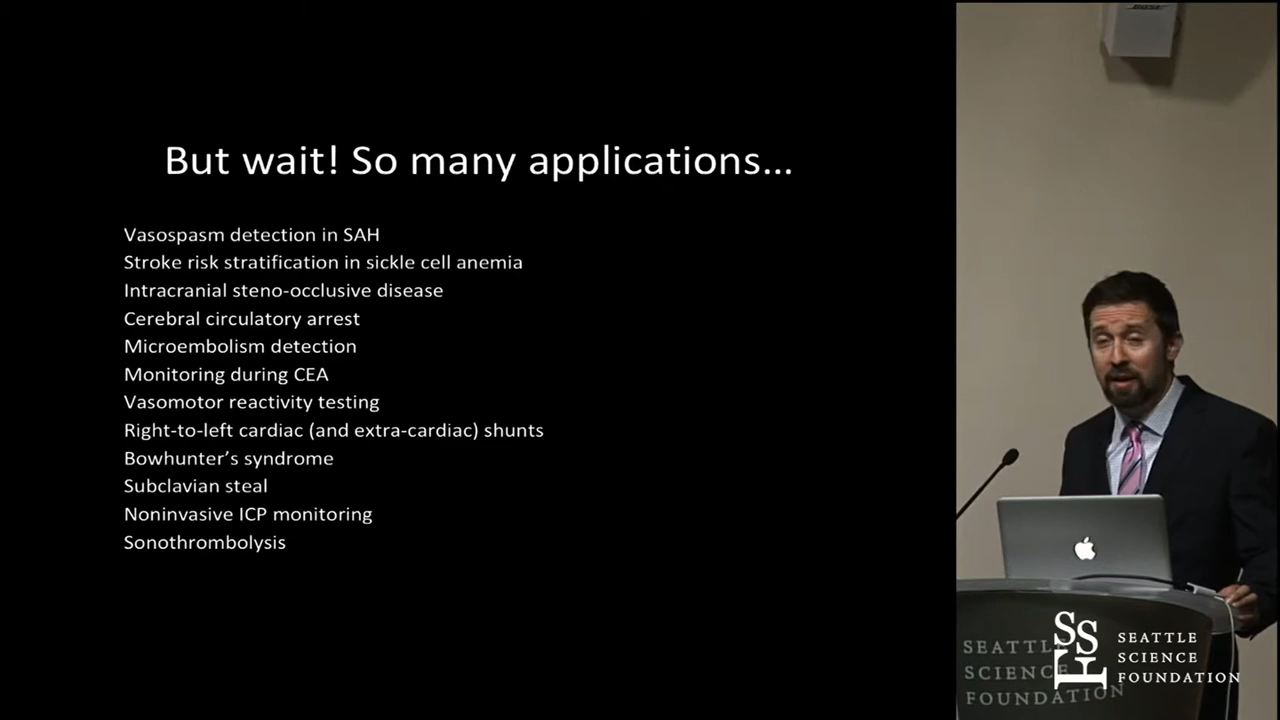 But wait! So many applications…
Vasospasm detection in SAH
Stroke risk stratification in sickle cell anemia
Intracranial steno-occlusive disease
Cerebral circulatory arrest
Microembolism detection
Monitoring during CEA
Vasomotor reactivity testing
Right-to-left cardiac (and extra-cardiac) shunts
Bowhunter’s syndrome
Subclavian steal
Noninvasive ICP monitoring
Sonothrombolysis
SEATTLE
SCIENCE
FOUNDATION
SSF
SEATTLE
SCIENCE
FOUNDATION